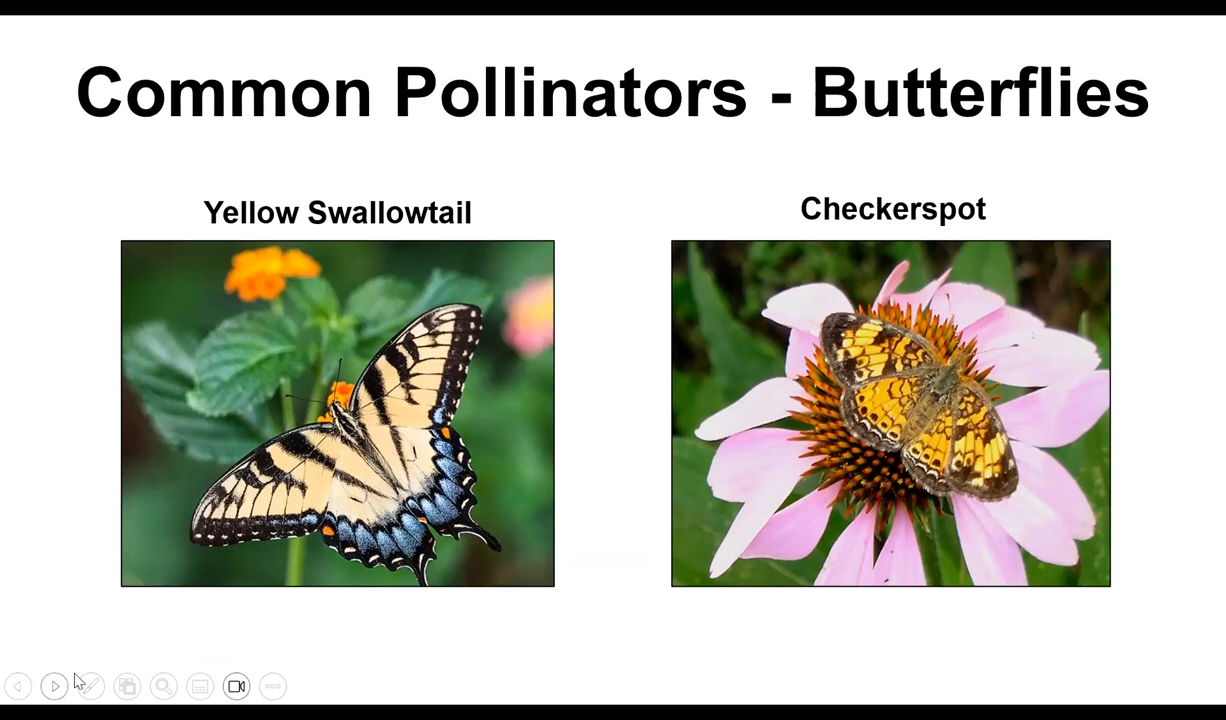 Common Pollinators - Butterflies
Yellow Swallowtail
Checkerspot